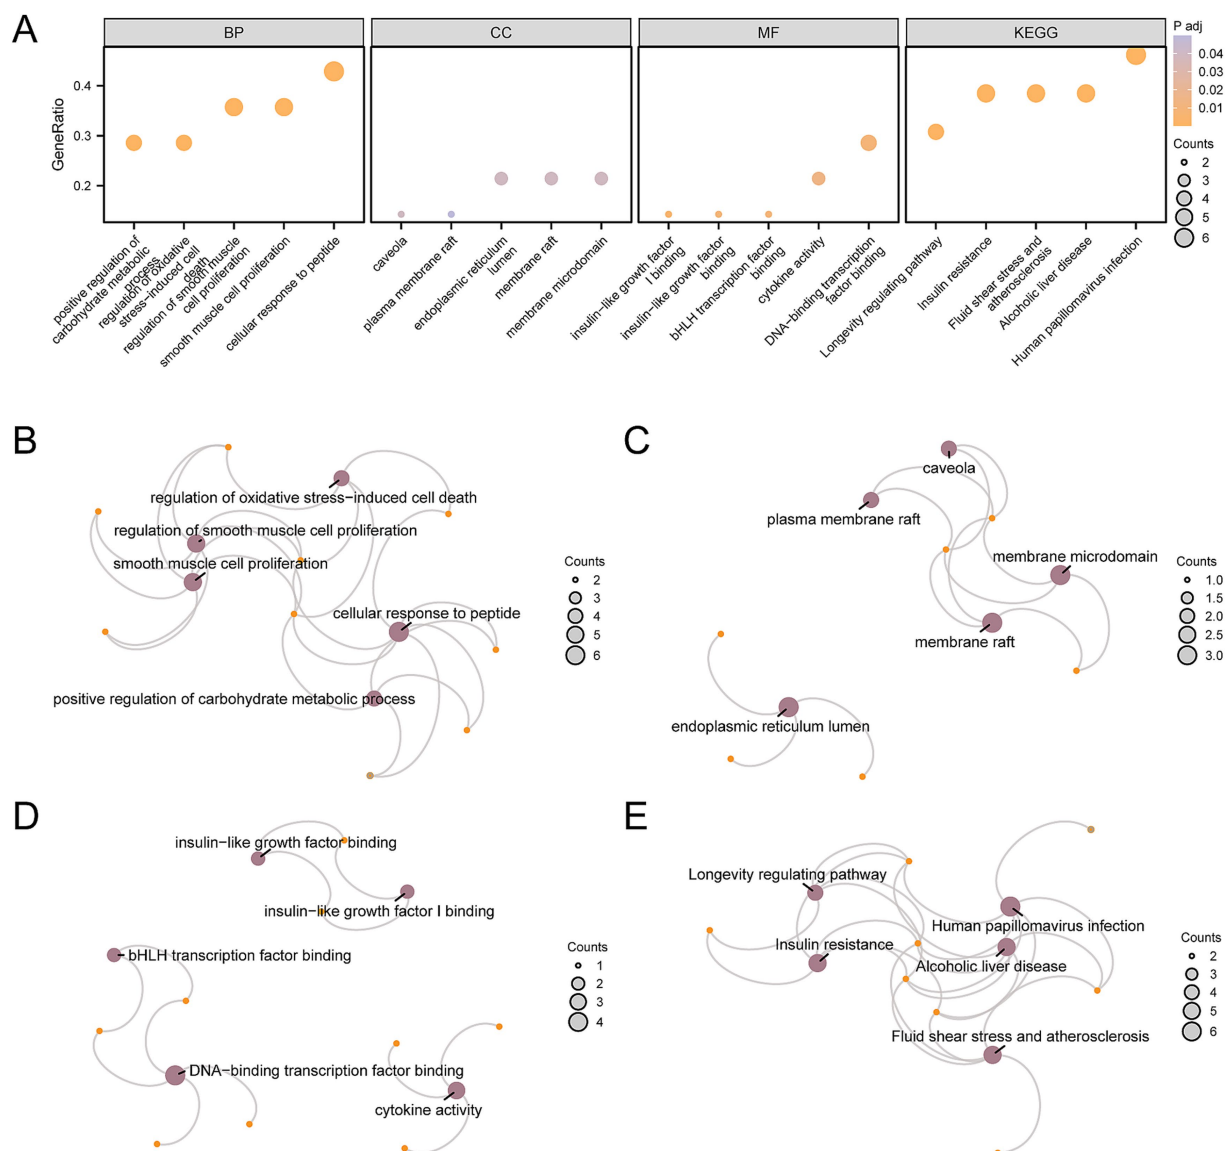 A
BP
CC
MF
KEGG
GeneRatio
0.4
0.3
0.2
P adj
0.04
0.03
0.02
0.01
Counts
2
3
4
5
6
positive regulation of
carbohydrate metabolic
process
regulation of oxidative
stress−induced cell
death
regulation of smooth muscle
cell proliferation
smooth muscle cell proliferation
cellular response to peptide
caveola
plasma membrane raft
endoplasmic reticulum
lumen
membrane raft
membrane microdomain
insulin−like growth factor
I binding
insulin−like growth factor
binding
bHLH transcription factor
binding
cytokine activity
DNA−binding transcription
factor binding
Longevity regulating pathway
Insulin resistance
Fluid shear stress and
atherosclerosis
Alcoholic liver disease
Human papillomavirus infection
B
regulation of oxidative stress−induced cell death
regulation of smooth muscle cell proliferation
smooth muscle cell proliferation
cellular response to peptide
positive regulation of carbohydrate metabolic process
Counts
2
3
4
5
6
C
caveola
plasma membrane raft
membrane microdomain
membrane raft
endoplasmic reticulum lumen
Counts
1.0
1.5
2.0
2.5
3.0
D
insulin−like growth factor binding
insulin−like growth factor I binding
bHLH transcription factor binding
DNA−binding transcription factor binding
cytokine activity
Counts
1
2
3
4
E
Longevity regulating pathway
Human papillomavirus infection
Insulin resistance
Alcoholic liver disease
Fluid shear stress and atherosclerosis
Counts
2
3
4
5
6